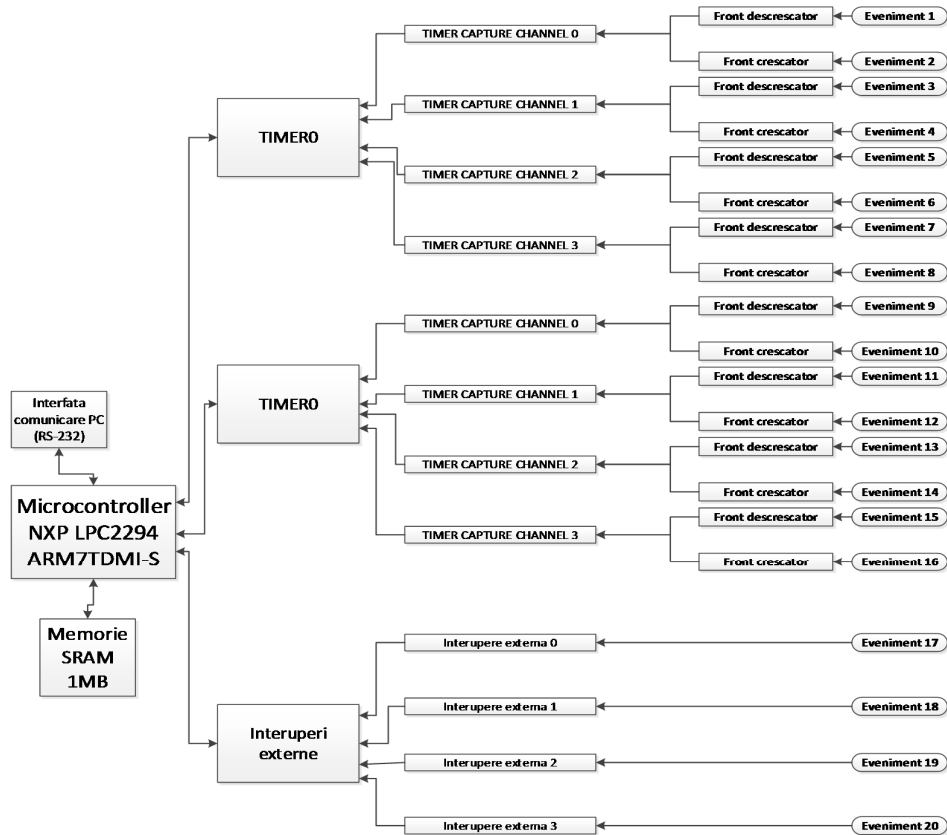 Front descrescator
Eveniment 1
TIMER CAPTURE CHANNEL 0
Front crescator
Eveniment 2
Front descrescator
Eveniment 3
TIMER CAPTURE CHANNEL 1
Front crescator
Eveniment 4
TIMER0
Front descrescator
Eveniment 5
TIMER CAPTURE CHANNEL 2
Front crescator
Eveniment 6
Front descrescator
Eveniment 7
TIMER CAPTURE CHANNEL 3
Front crescator
Eveniment 8
Front descrescator
Eveniment 9
TIMER CAPTURE CHANNEL 0
Front crescator
Eveniment 10
Front descrescator
Eveniment 11
TIMER CAPTURE CHANNEL 1
Front crescator
Eveniment 12
TIMER0
Front descrescator
Eveniment 13
TIMER CAPTURE CHANNEL 2
Front crescator
Eveniment 14
Front descrescator
Eveniment 15
TIMER CAPTURE CHANNEL 3
Front crescator
Eveniment 16
Interfata
comunicare PC
(RS-232)
Microcontroller
NXP LPC2294
ARM7TDMI-S
Memorie
SRAM
1MB
Interuperi
externe
Interupere externa 0
Eveniment 17
Interupere externa 1
Eveniment 18
Interupere externa 2
Eveniment 19
Interupere externa 3
Eveniment 20